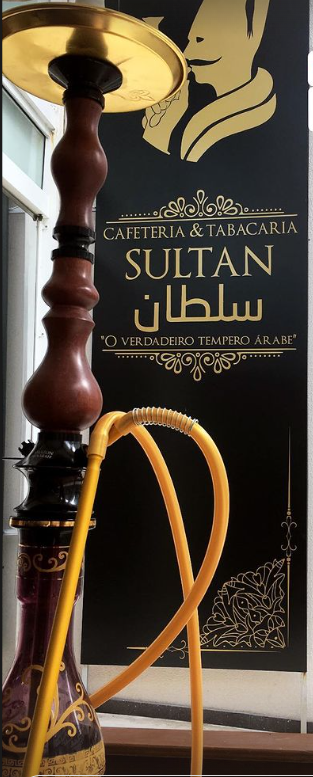 CAFETERIA & TABACARIA
SULTAN
سلطان
"O VERDADEIRO TEMPERO ÁRABE"